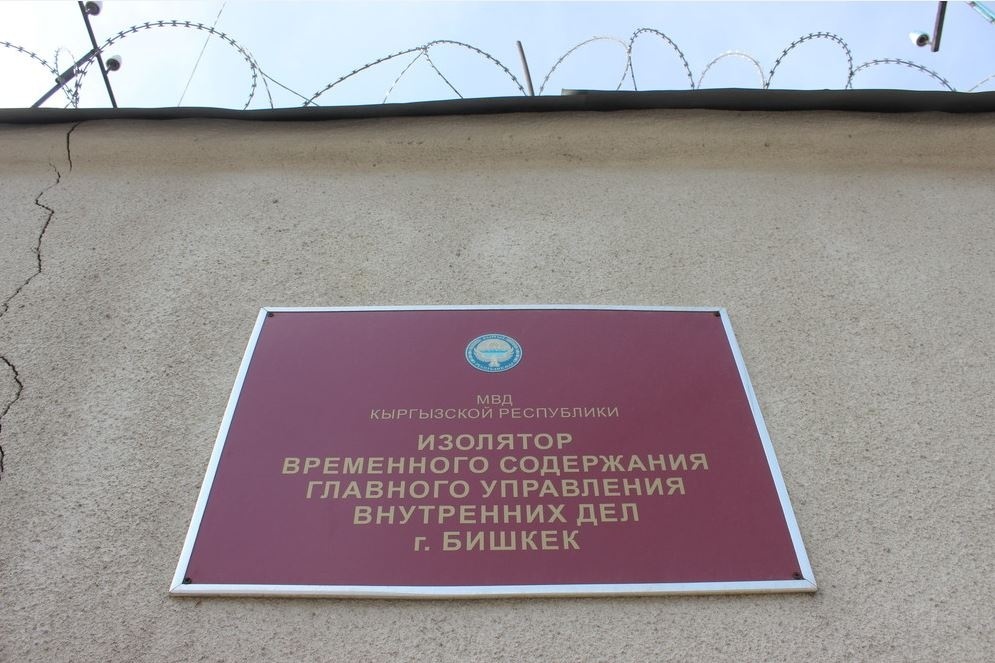 МВД
КЫРГЫЗСКОЙ РЕСПУБЛИКИ
ИЗОЛЯТОР
ВРЕМЕННОГО СОДЕРЖАНИЯ
ГЛАВНОГО УПРАВЛЕНИЯ
ВНУТРЕННИХ ДЕЛ
г. БИШКЕК